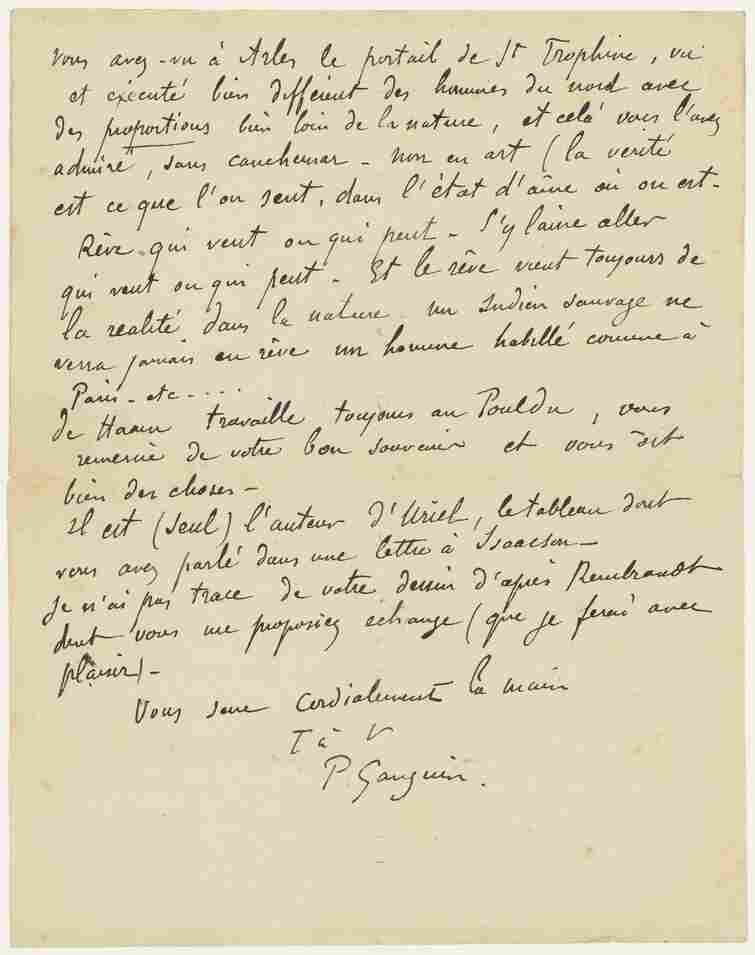 vous avez-vu à Arles le portail de St Trophine, vu
et éxécuté bien différent des hommes du nord avec
des proportions bien loin de la nature, et celà vous l'avez
admiré, sans cauchemar - non en art (la verité
est ce que l'on sent, dans l'état d'âme où on est -
Rêve qui veut ou qui peut - S'y laisse aller
qui veut ou qui peut - Et le rêve vient toujours de
la realité dans la nature - un Indien sauvage ne
verra jamais en rêve un homme habillé comme à
Paris - etc - ...
de Haan travaille toujours au Pouldu, vous
remercie de votre bon souvenir et vous dit
bien des choses -
Il est (seul) l'auteur d'Uriel, le tableau dont
vous avez parlé dans une lettre à Isaacson -
Je n'ai pas trace de votre dessin d'après Rembrandt
dont vous me proposiez echange (que je ferai avec
plaisir) -
Vous serre cordialement la main
T à V
P Gauguin.